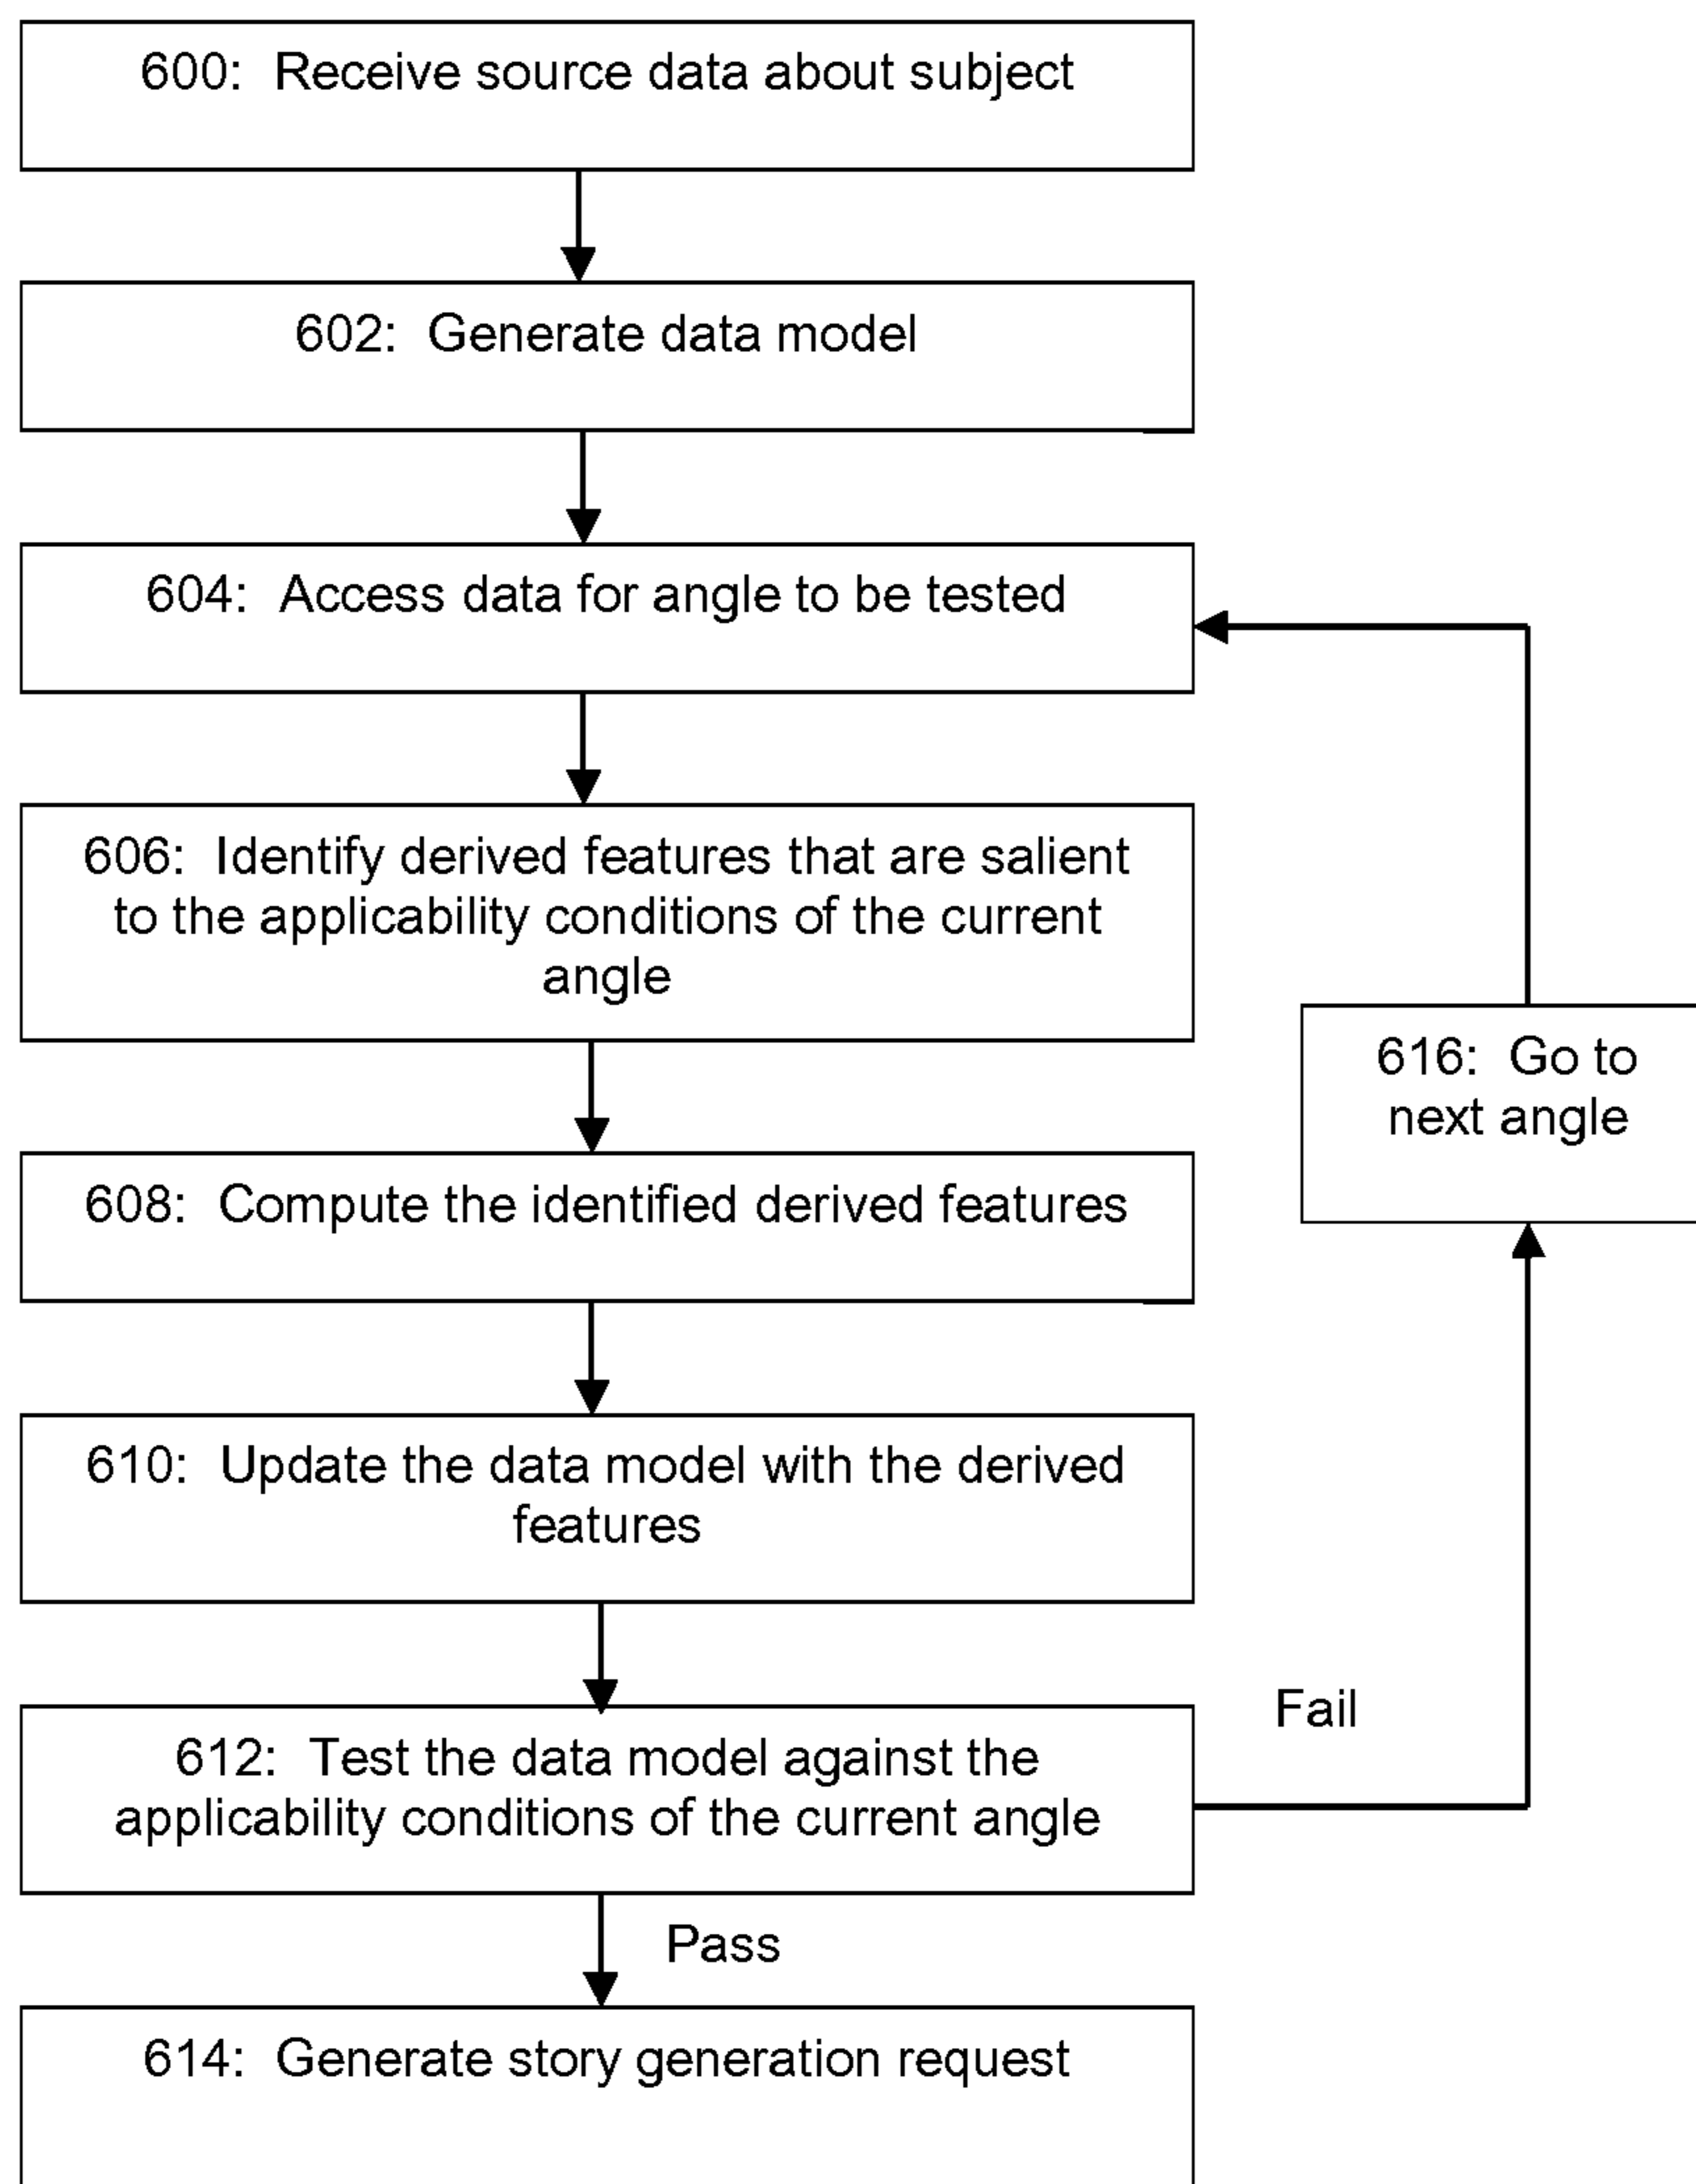 600: Receive source data about subject
602: Generate data model
604: Access data for angle to be tested
606: Identify derived features that are salient
to the applicability conditions of the current
angle
616: Go to
next angle
608: Compute the identified derived features
610: Update the data model with the derived
features
612: Test the data model against the
applicability conditions of the current angle
Fail
Pass
614: Generate story generation request